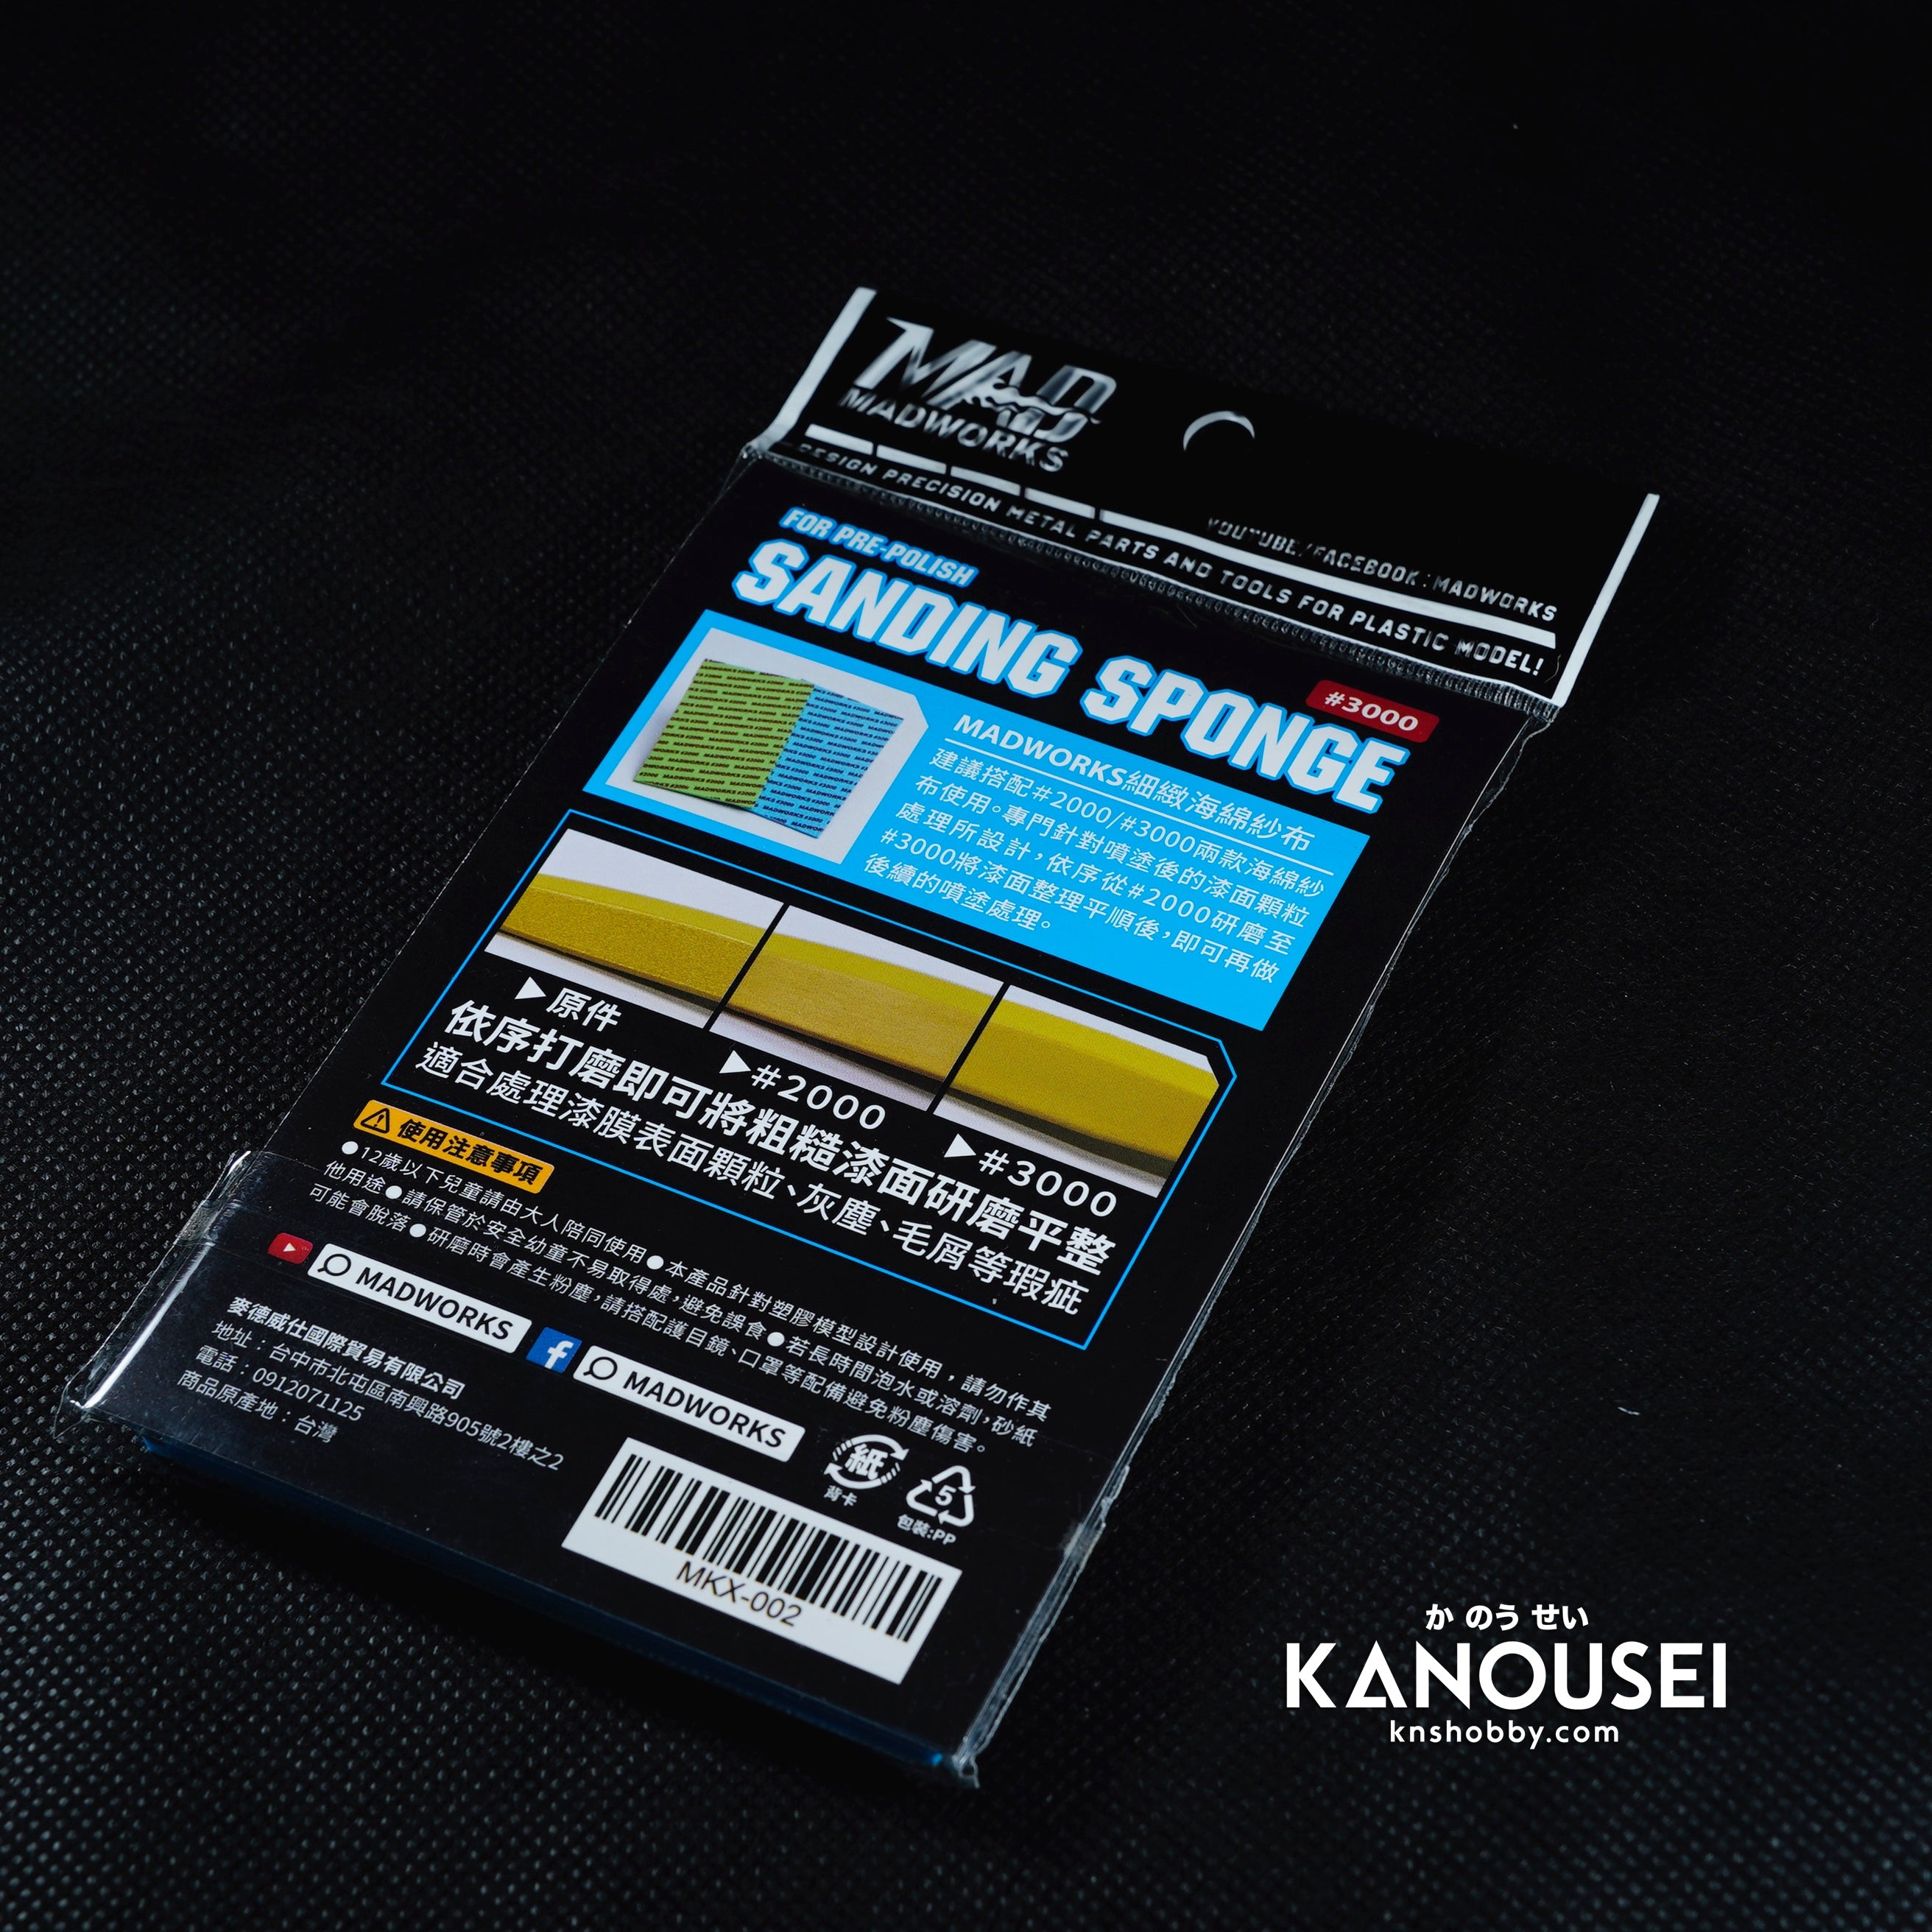 MAD
MADWORKS
YOUTUBE/FACEBOOK:MADWORKS
DESIGN PRECISION METAL PARTS AND TOOLS FOR PLASTIC MODEL!
FOR PRE-POLISH
SANDING SPONGE
#3000
MADWORKS細緻海綿紗布
建議搭配#2000/#3000兩款海綿紗
布使用。專門針對噴塗後的漆面顆粒
處理所設計,依序從#2000研磨至
#3000將漆面整理平順後,即可再做
後續的噴塗處理。
▶原件
▶#2000
▶#3000
依序打磨即可將粗糙漆面研磨平整
適合處理漆膜表面顆粒、灰塵、毛屑等瑕疵
使用注意事項
●12歲以下兒童請由大人陪同使用●本產品針對塑膠模型設計使用,請勿作其
他用途●請保管於安全幼童不易取得處,避免誤食●若長時間泡水或溶劑,砂紙
可能會脫落●研磨時會產生粉塵,請搭配護目鏡、口罩等配備避免粉塵傷害。
MADWORKS
f MADWORKS
麥德威仕國際貿易有限公司
地址:台中市北屯區南興路905號2樓之2
電話:0912071125
商品原產地:台灣
紙
背卡
5
包裝:PP
MKX-002
か のう せい
KANOUSEI
knshobby.com